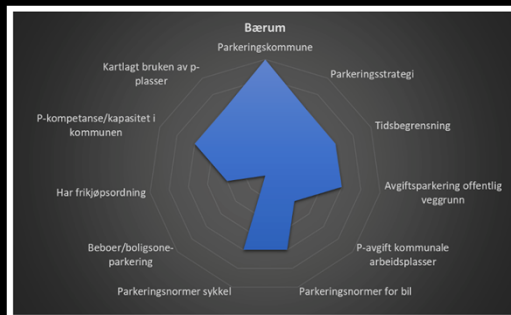 Bærum
Parkeringskommune
Parkeringsstrategi
Tidsbegrensning
Avgiftsparkering offentlig
veggrunn
P-avgift kommunale
arbeidsplasser
Parkeringsnormer for bil
Parkeringsnormer sykkel
Beboer/boligsone-
parkering
Har frikjøpsordning
P-kompetanse/kapasitet i
kommunen
Kartlagt bruken av p-
plasser